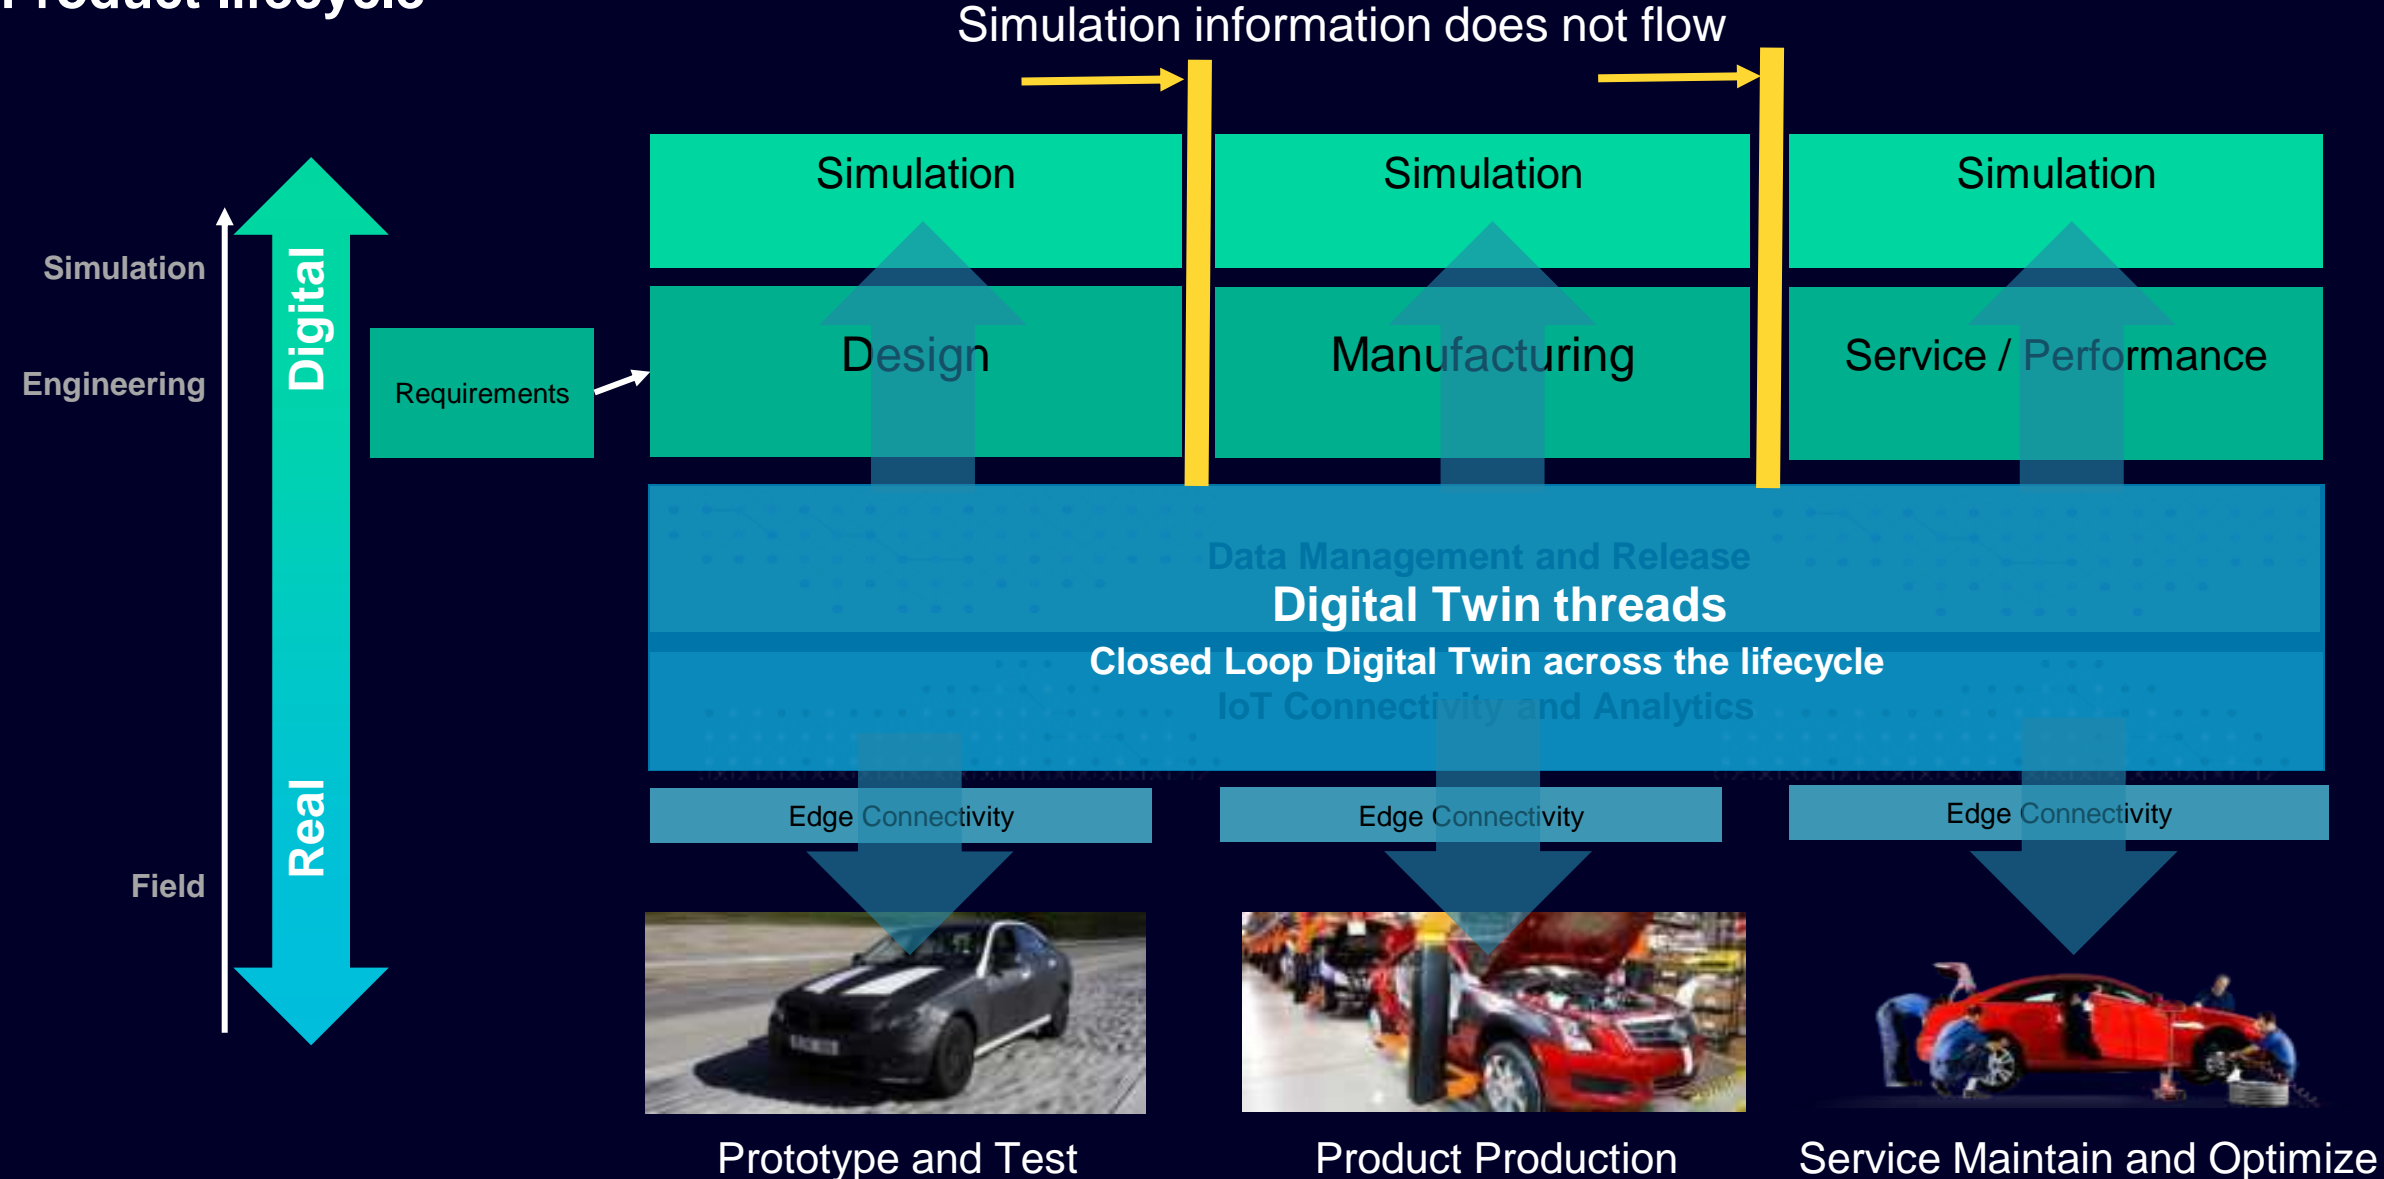 Product lifecycle
Simulation information does not flow
Simulation
Simulation
Simulation
Simulation
Engineering
Field
Digital
Real
Requirements
Design
Manufacturing
Service / Performance
Data Management and Release
Digital Twin threads
Closed Loop Digital Twin across the lifecycle
IoT Connectivity and Analytics
Edge Connectivity
Edge Connectivity
Edge Connectivity
Prototype and Test
Product Production
Service Maintain and Optimize